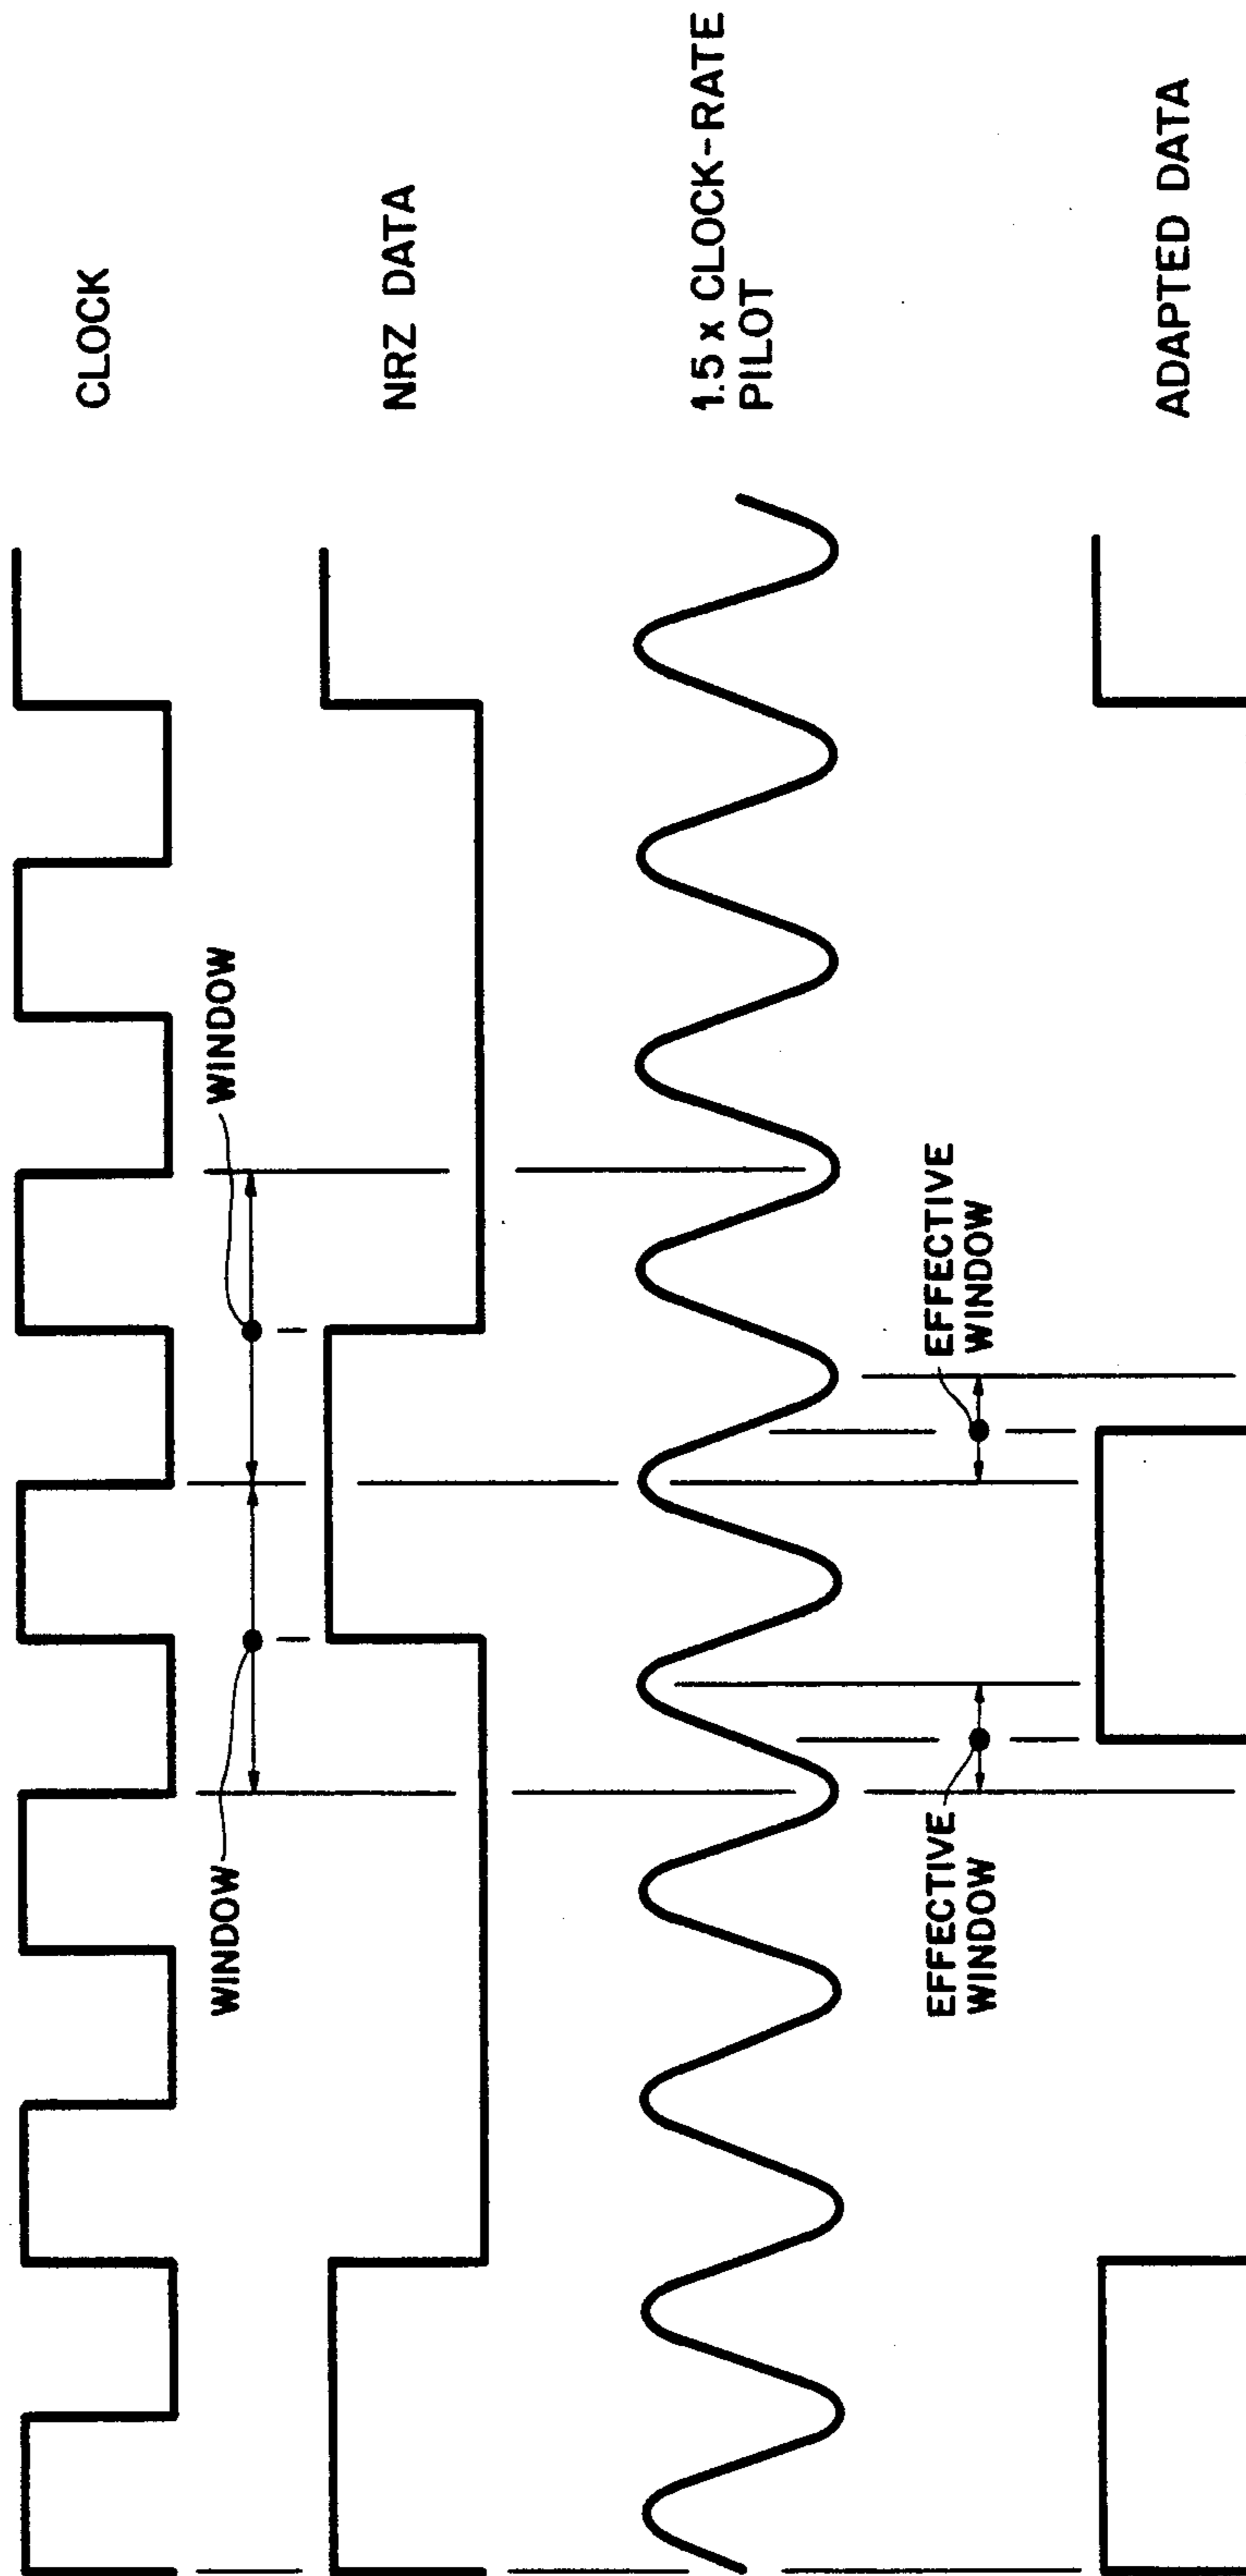 CLOCK
WINDOW
WINDOW
NRZ DATA
1.5 x CLOCK-RATE
PILOT
EFFECTIVE
WINDOW
EFFECTIVE
WINDOW
ADAPTED DATA